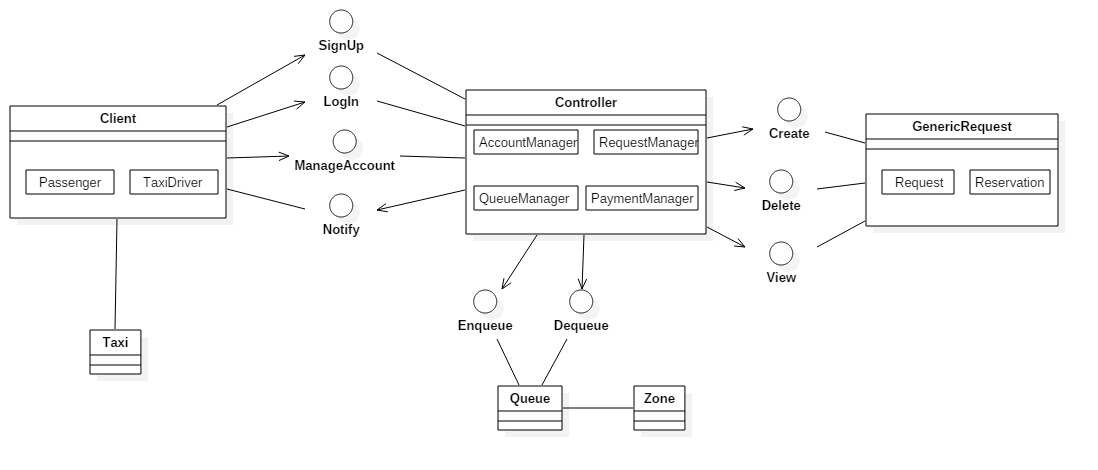 SignUp
LogIn
ManageAccount
Notify
Client
Passenger
TaxiDriver
Taxi
Controller
AccountManager
RequestManager
QueueManager
PaymentManager
Enqueue
Dequeue
Queue
Zone
Create
Delete
View
GenericRequest
Request
Reservation